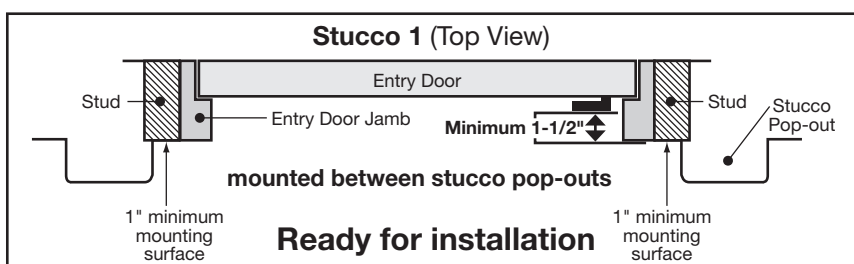 Stucco 1 (Top View)
Entry Door
Stud
Entry Door Jamb
Minimum 1-1/2"
Stud
Stucco
Pop-out
mounted between stucco pop-outs
1" minimum
mounting
surface
Ready for installation
1" minimum
mounting
surface